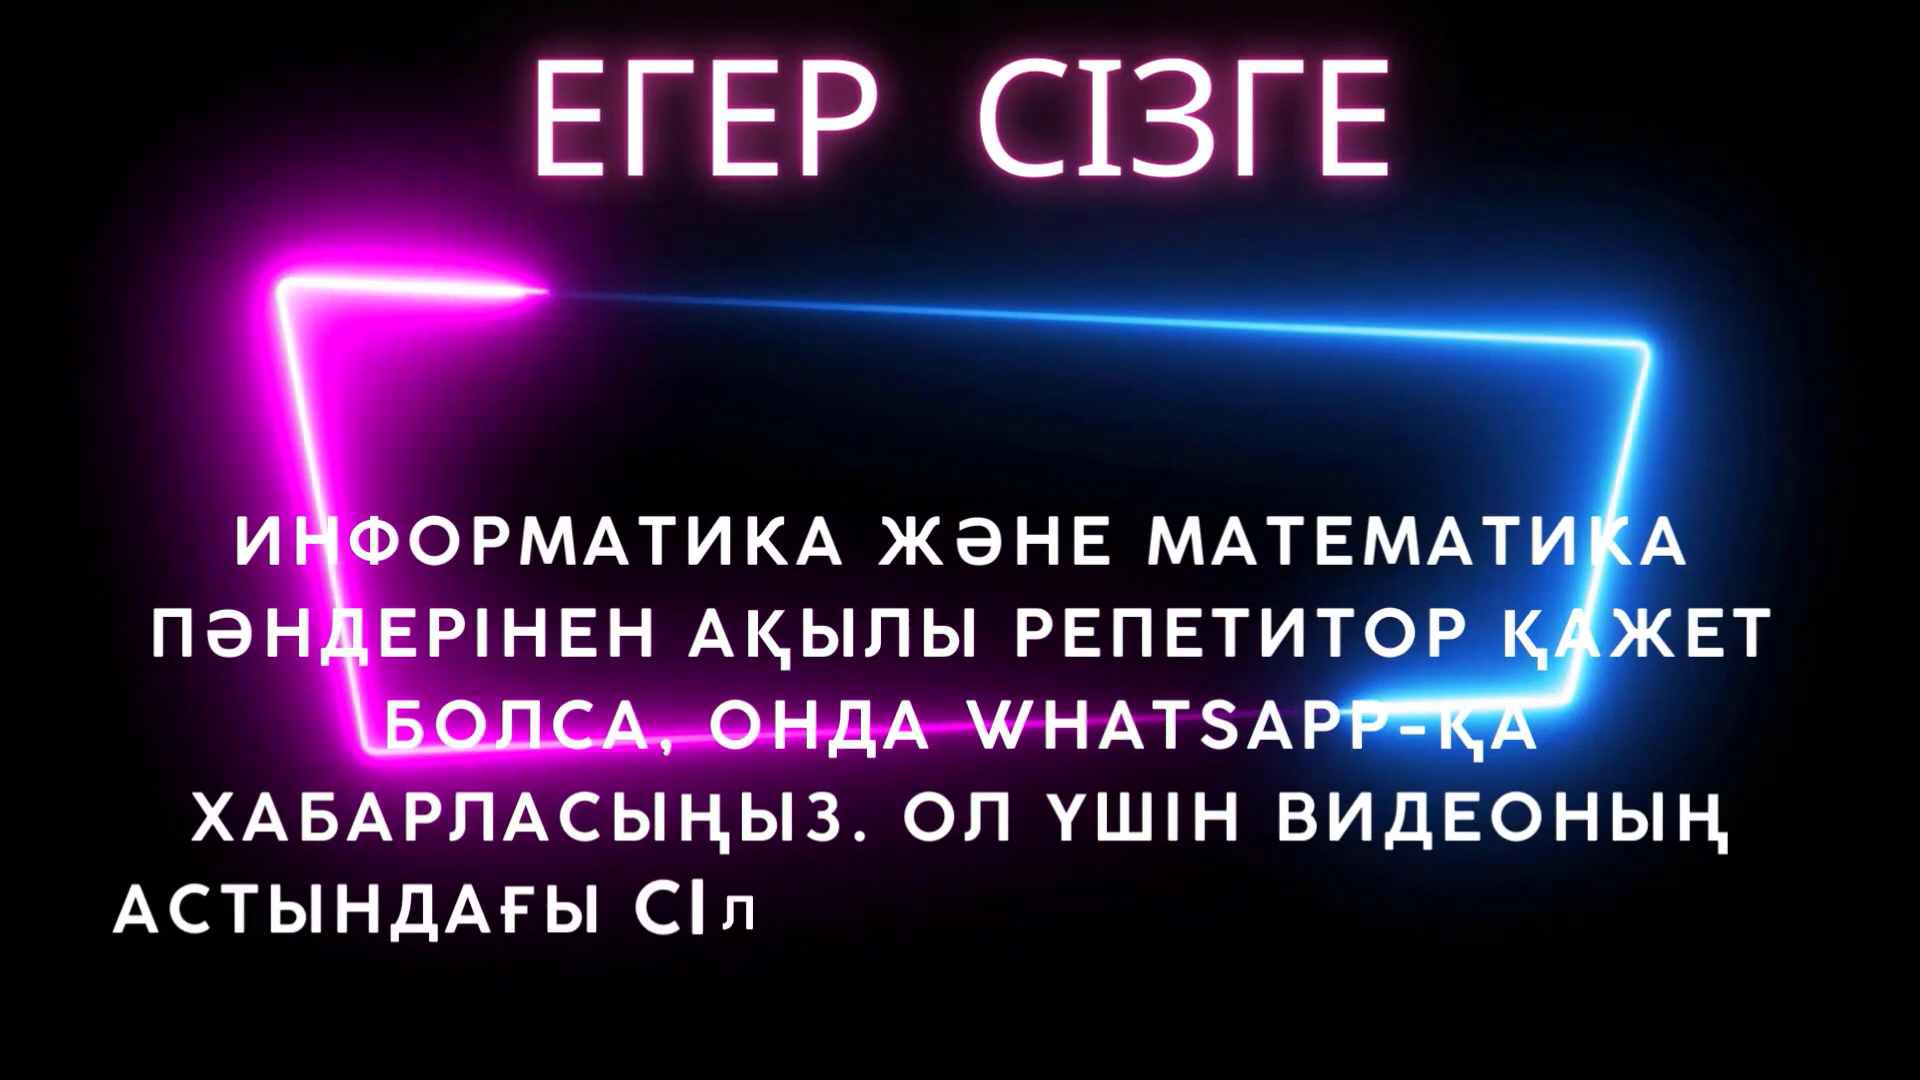 ЕГЕР СІЗГЕ
ИНФОРМАТИКА ЖӘНЕ МАТЕМАТИКА
ПӘНДЕРІНЕН АҚЫЛЫ РЕПЕТИТОР ҚАЖЕТ
БОЛСА, ОНДА WHATSAPP-ҚА
ХАБАРЛАСЫҢЫЗ. ОЛ ҮШІН ВИДЕОНЫҢ
АСТЫНДАҒЫ СІЛ